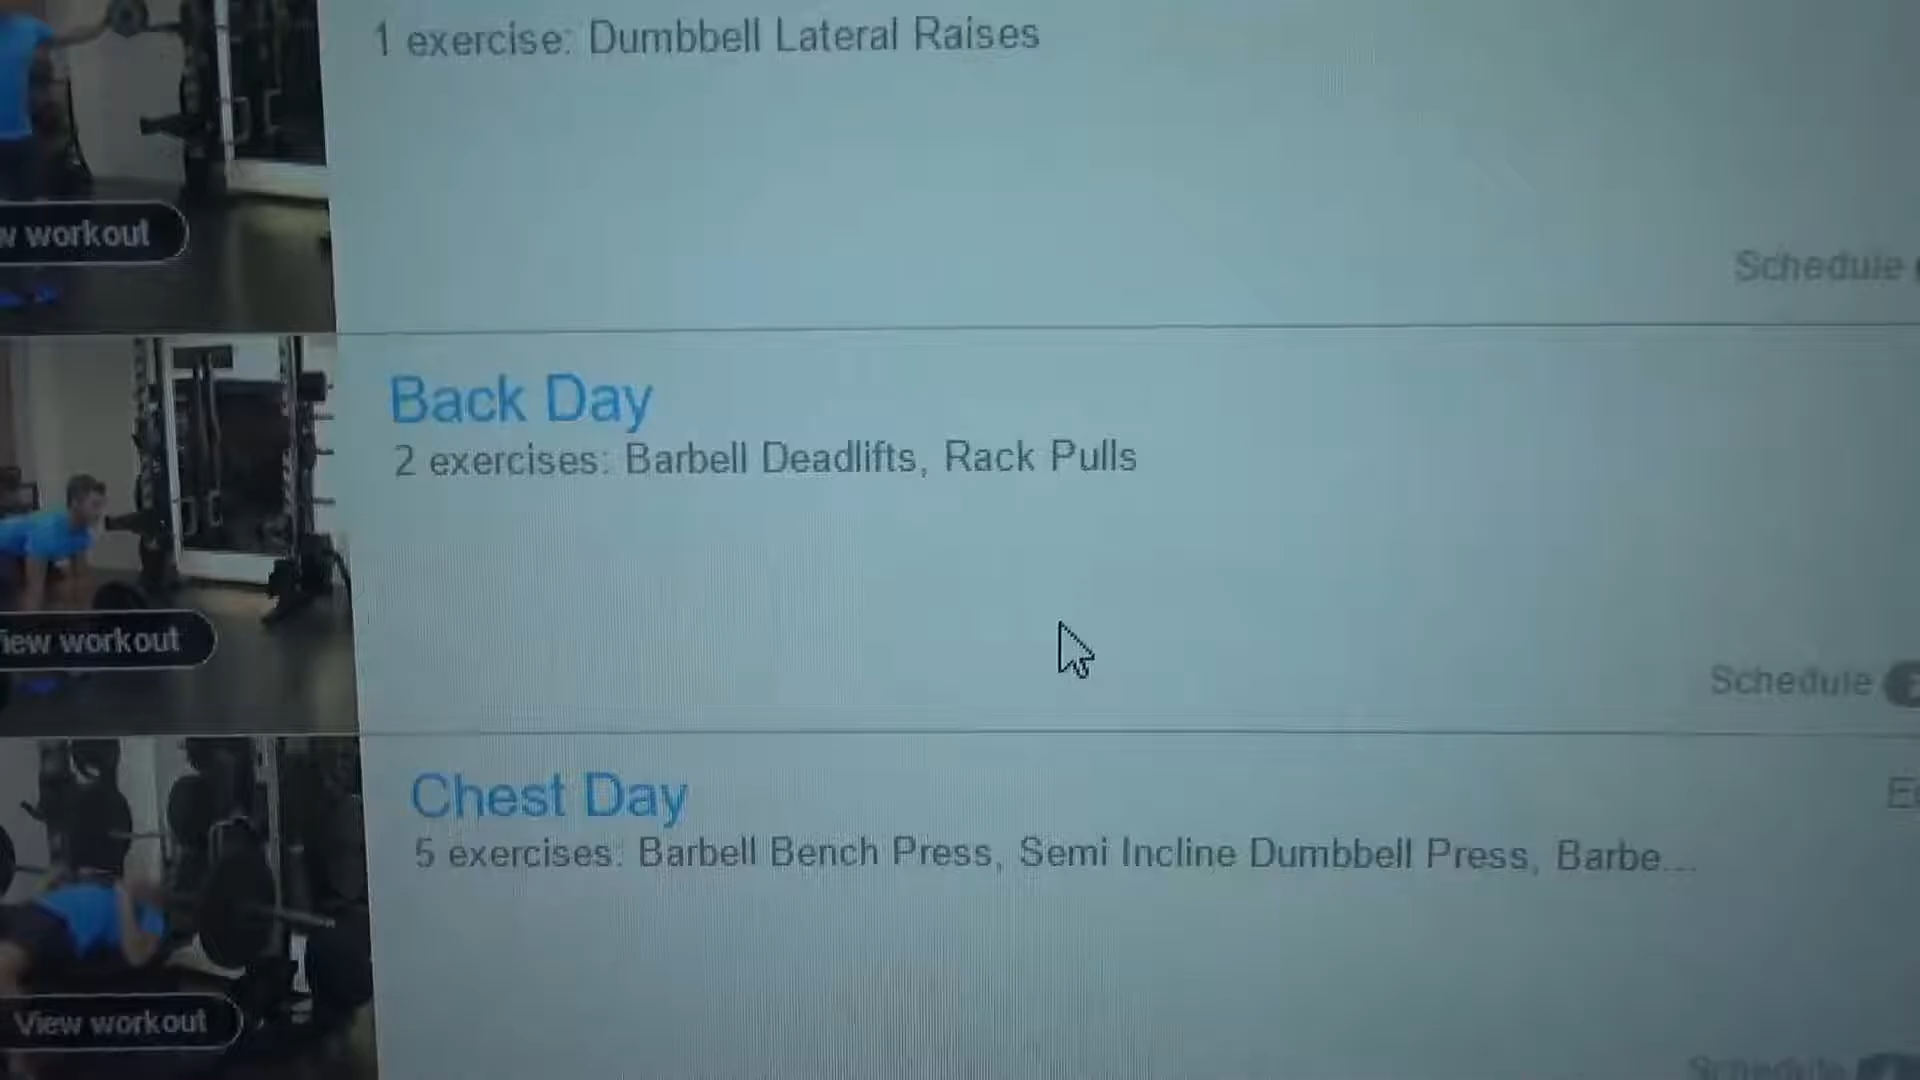 1 exercise: Dumbbell Lateral Raises
workout
Schedule
Back Day
2 exercises: Barbell Deadlifts, Rack Pulls
workout
Schedule
Chest Day
5 exercises: Barbell Bench Press, Semi Incline Dumbbell Press, Barbe...
View workout
Schedule